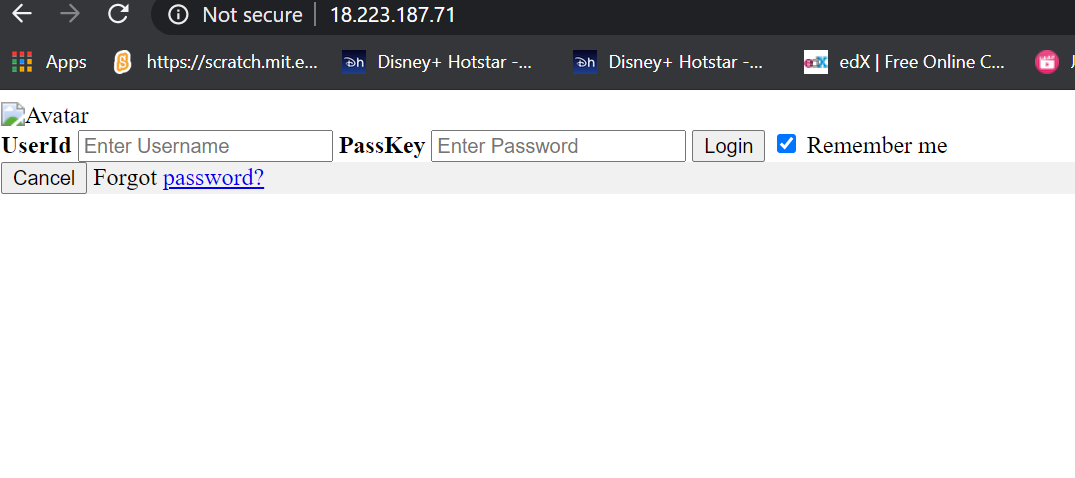 Not secure | 18.223.187.71
Apps https://scratch.mit.e... Disney+ Hotstar -... Disney+ Hotstar -... edX | Free Online C...
Avatar
UserId Enter Username PassKey Enter Password Login Remember me
Cancel Forgot password?